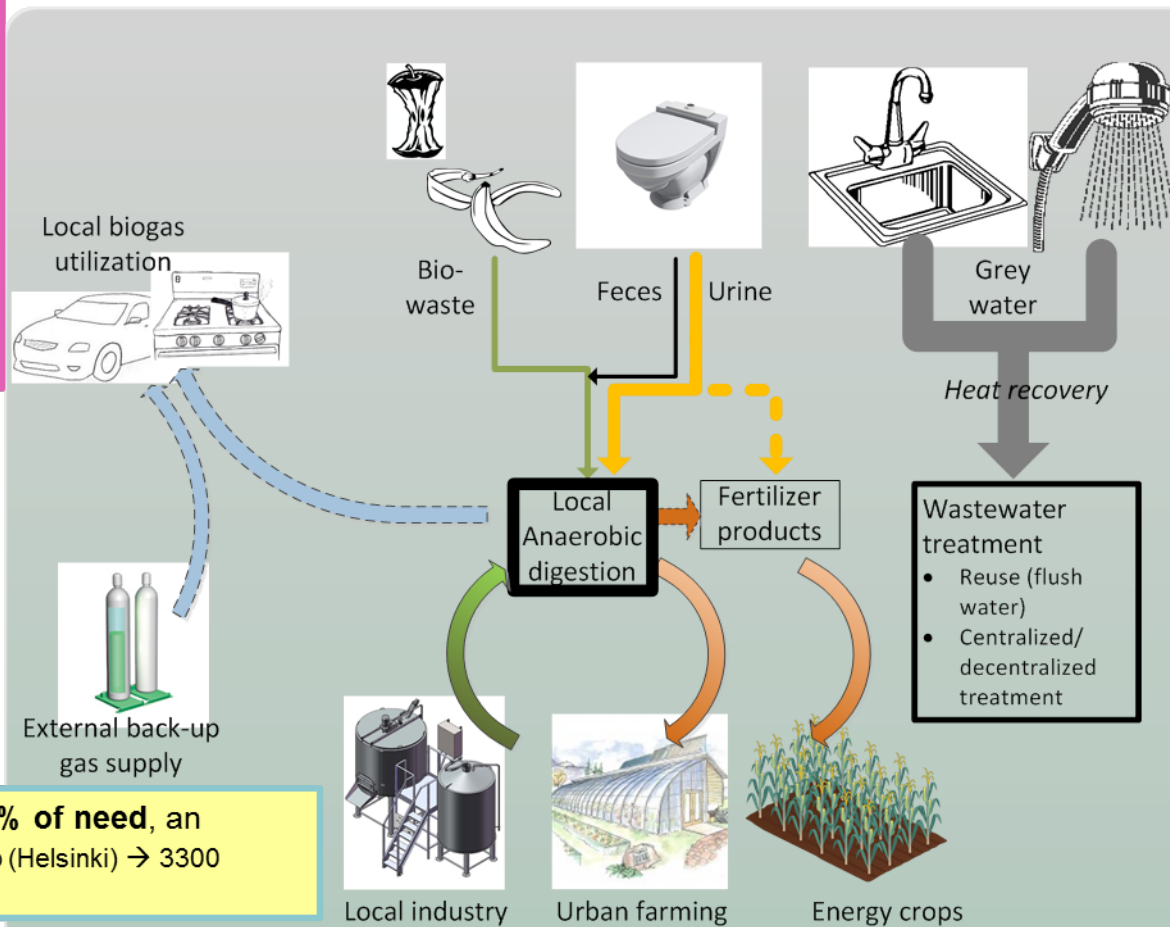 Local biogas
utilization
Bio-
waste
Feces
Urine
Grey
water
Heat recovery
Local
Anaerobic
digestion
Fertilizer
products
Wastewater
treatment
• Reuse (flush
water)
• Centralized/
decentralized
treatment
External back-up
gas supply
% of need, an
(Helsinki) → 3300
Local industry
Urban farming
Energy crops